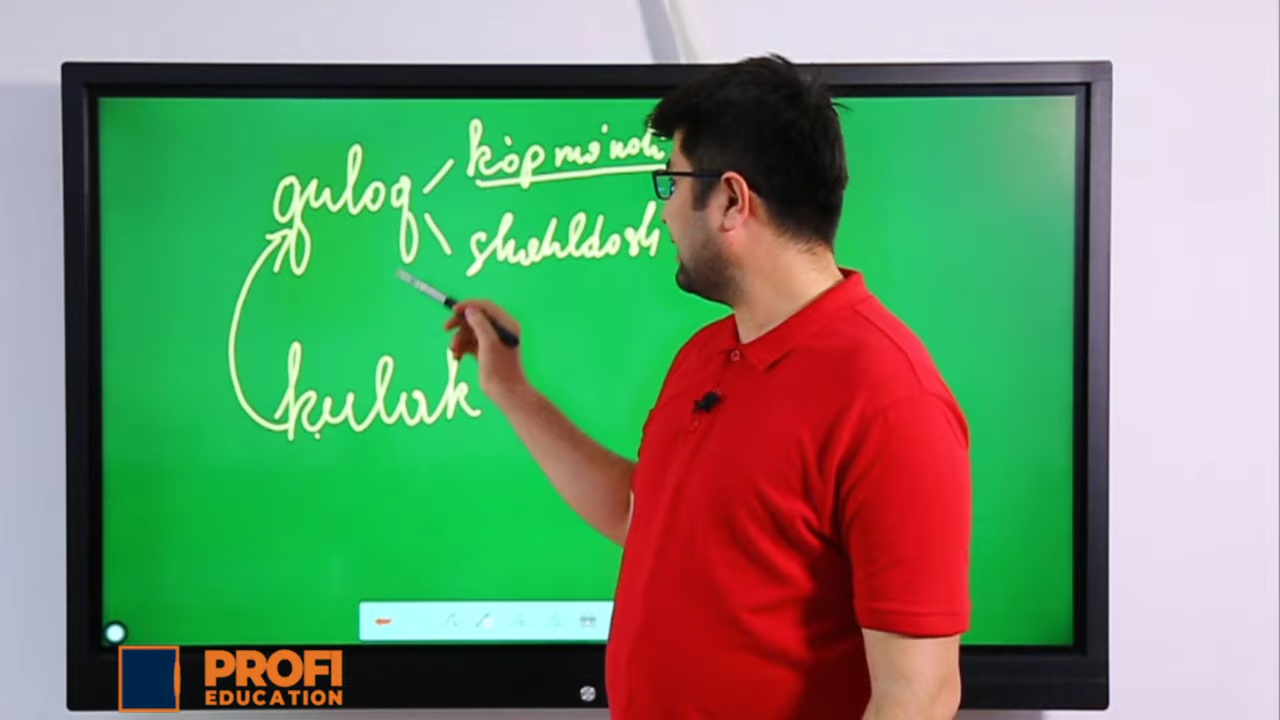 quloq
ko'p ma'noli
shakldosh
kulak
PROFI
EDUCATION